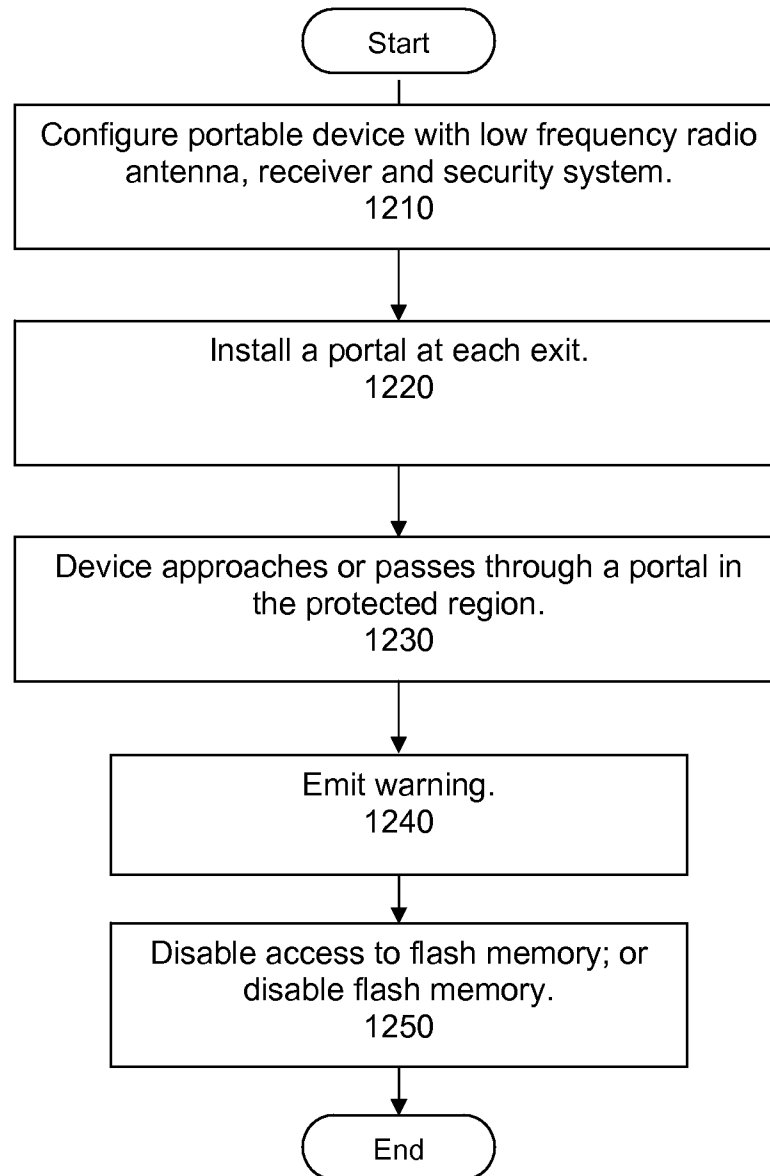 Start
Configure portable device with low frequency radio
antenna, receiver and security system.
1210
Install a portal at each exit.
1220
Device approaches or passes through a portal in
the protected region.
1230
Emit warning.
1240
Disable access to flash memory; or
disable flash memory.
1250
End